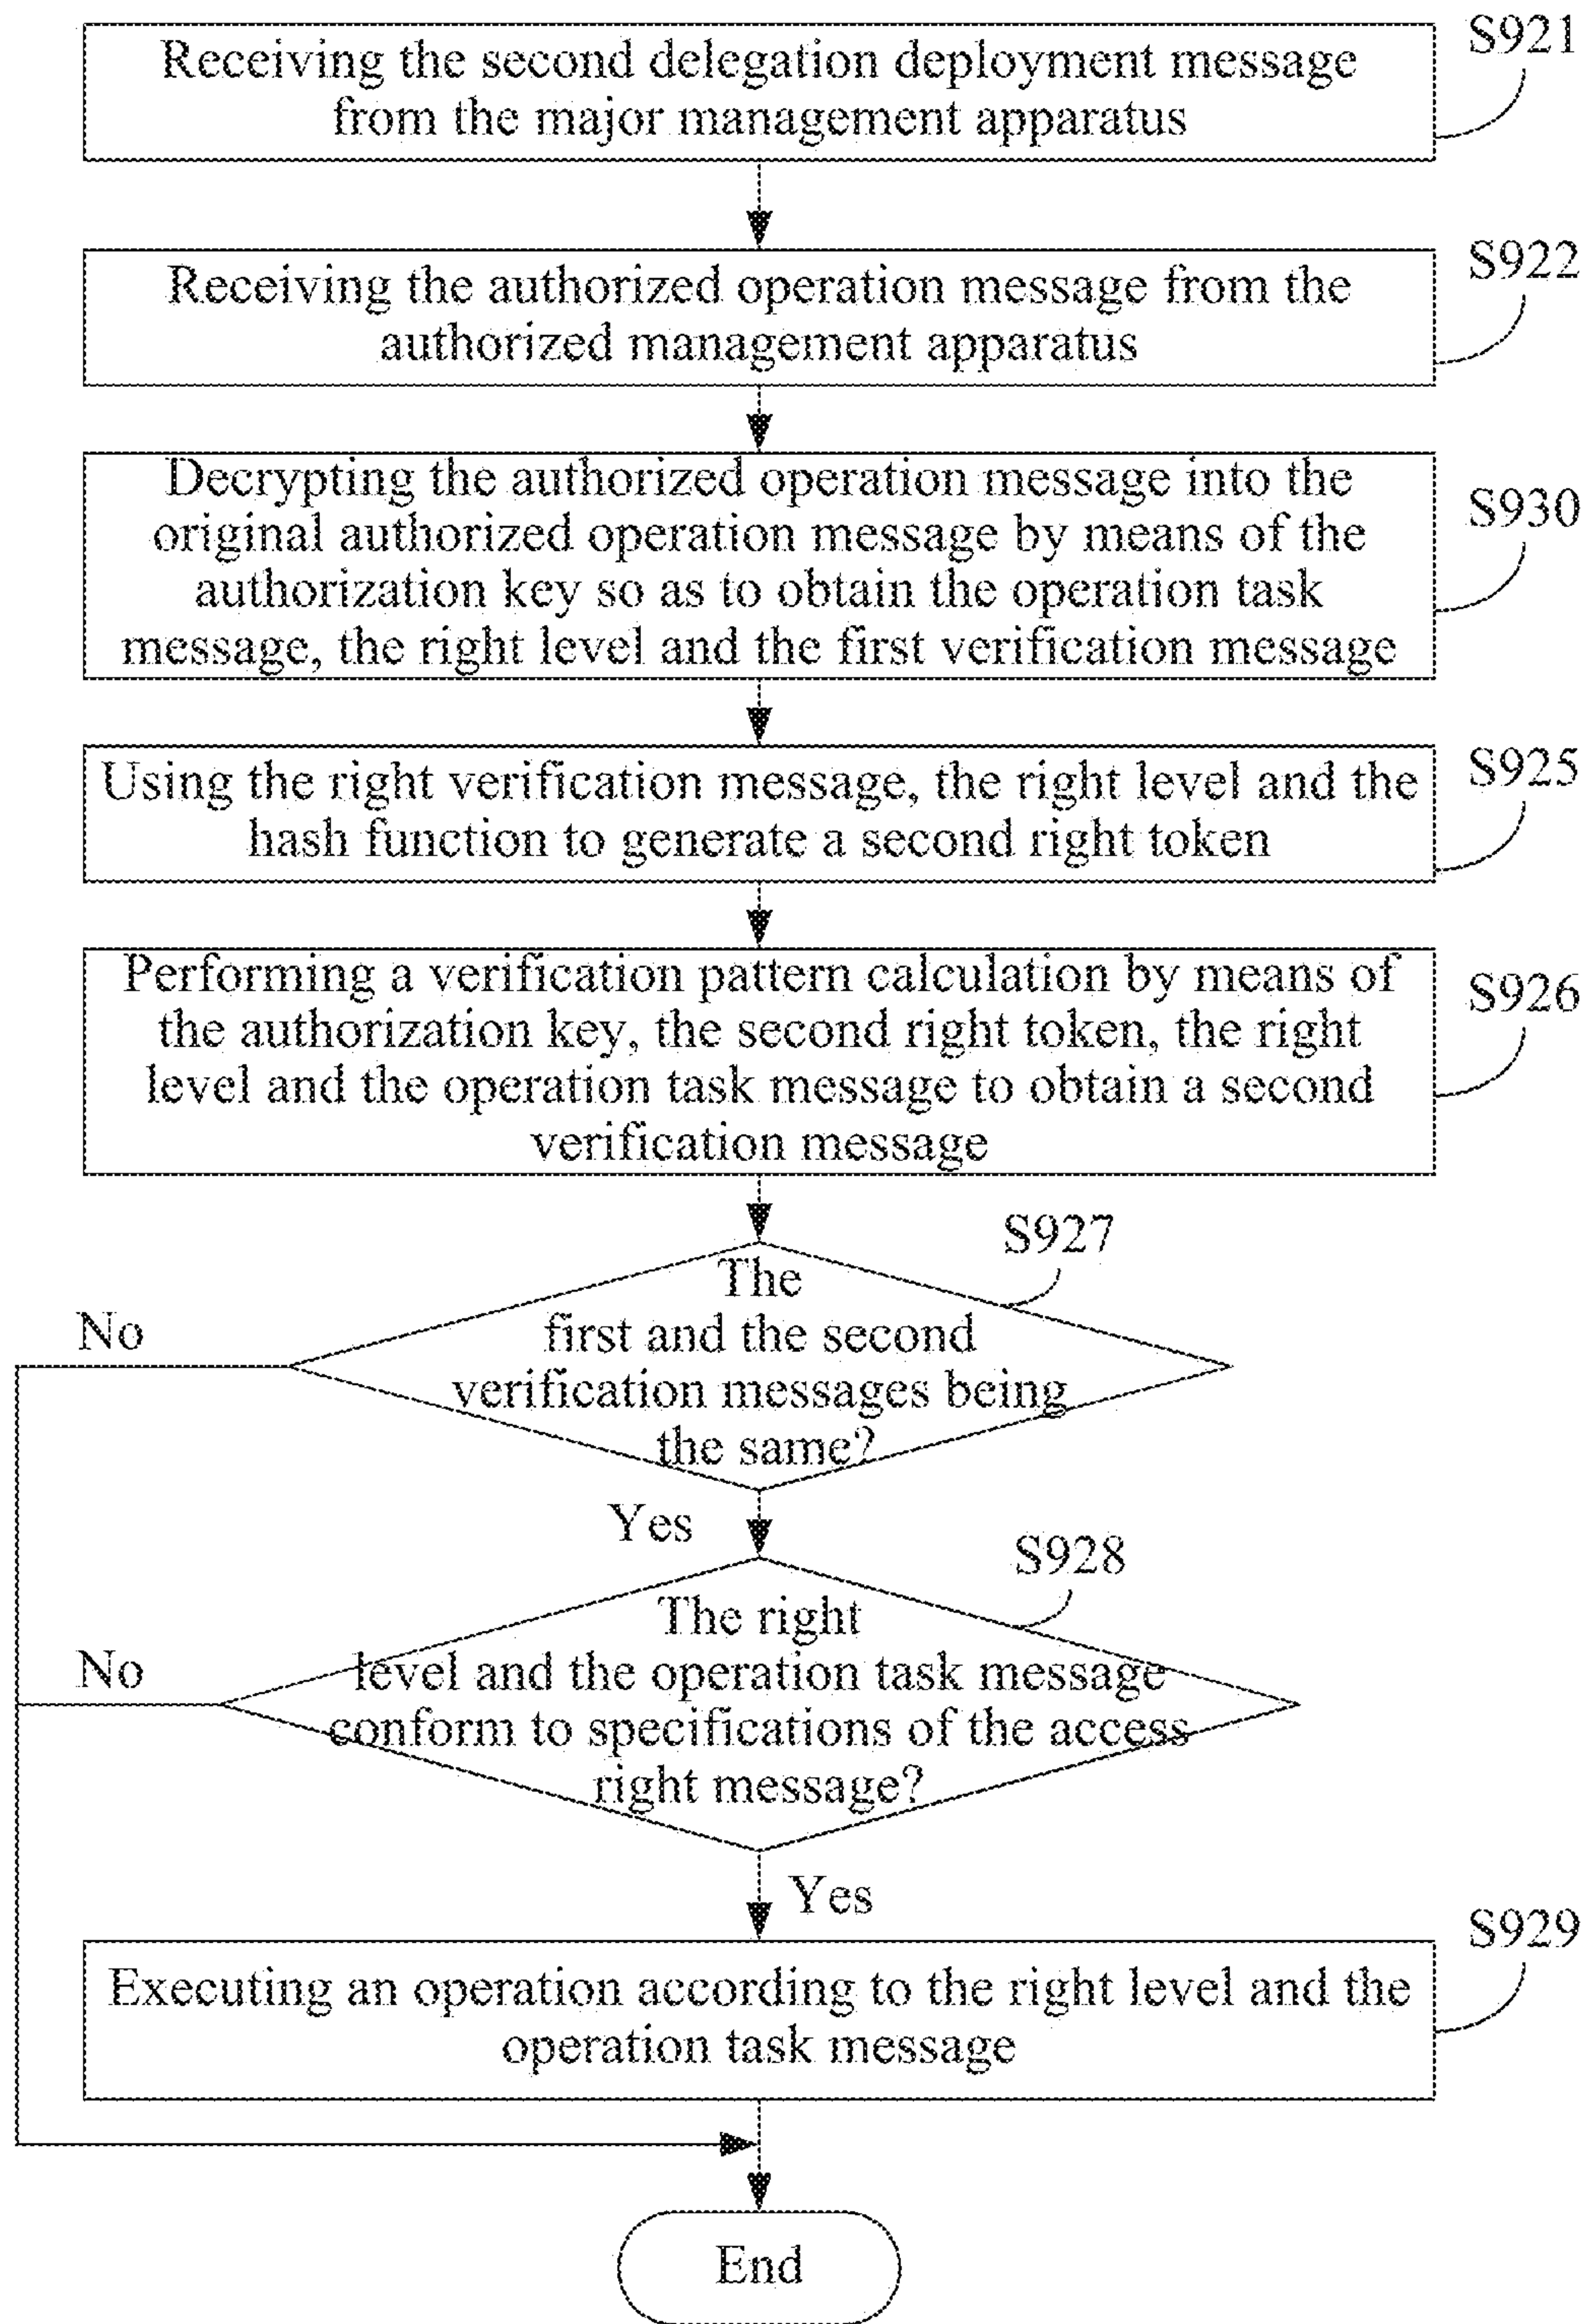 Receiving the second delegation deployment message
from the major management apparatus
S921
Receiving the authorized operation message from the
authorized management apparatus
S922
Decrypting the authorized operation message into the
original authorized operation message by means of the
authorization key so as to obtain the operation task
message, the right level and the first verification message
S930
Using the right verification message, the right level and the
hash function to generate a second right token
S925
Performing a verification pattern calculation by means of
the authorization key, the second right token, the right
level and the operation task message to obtain a second
verification message
S926
S927
The
first and the second
verification messages being
the same?
No
Yes
S928
The right
level and the operation task message
conform to specifications of the access
right message?
No
Yes
S929
Executing an operation according to the right level and the
operation task message
End